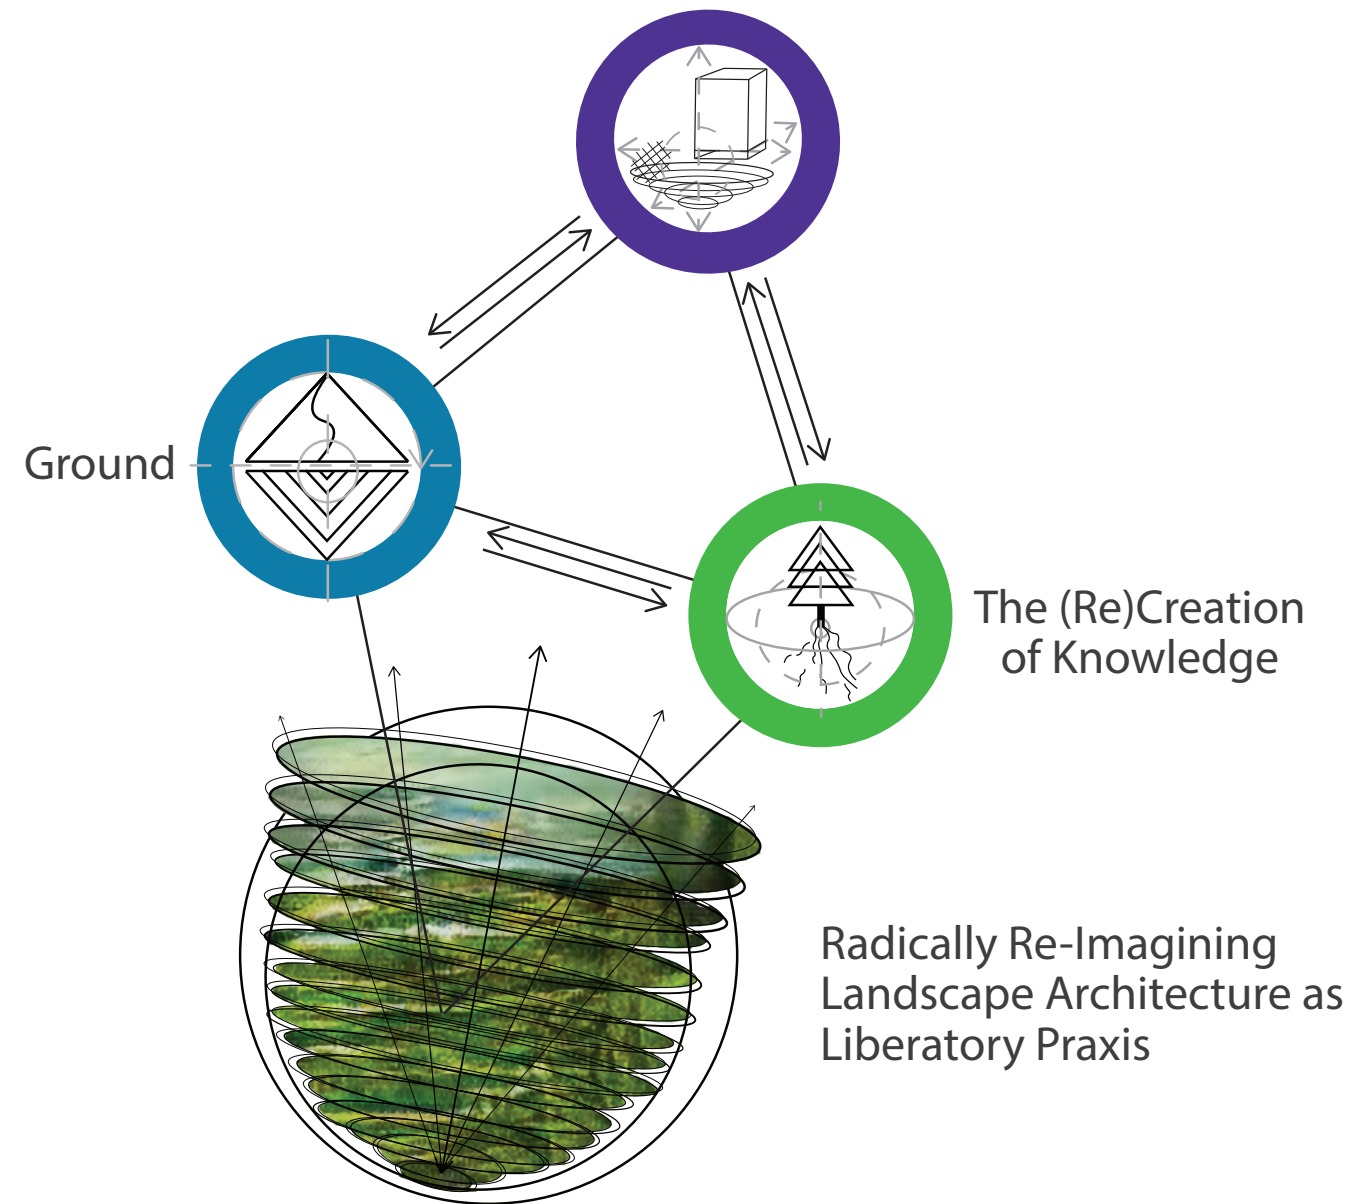 Ground
The (Re)Creation
of Knowledge
Radically Re-Imagining
Landscape Architecture as
Liberatory Praxis